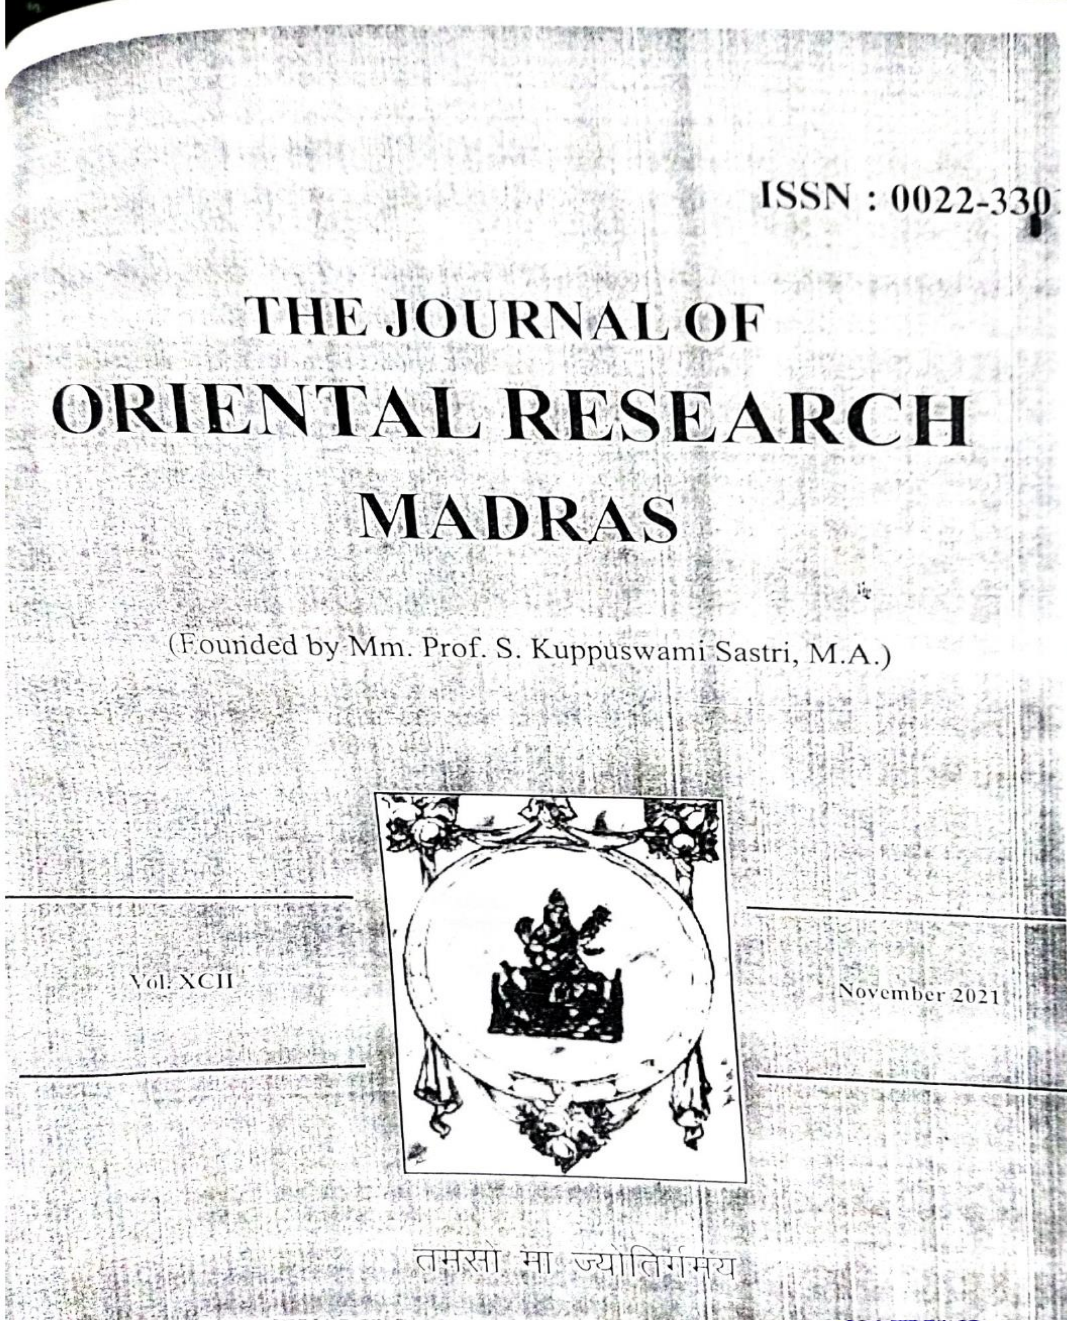 ISSN : 0022-330
THE JOURNAL OF
ORIENTAL RESEARCH
MADRAS
(Founded by Mm. Prof. S. Kuppuswami Sastri, M.A.)
Vol. XCII
November 2021
तमसो मा ज्योतिर्गमय